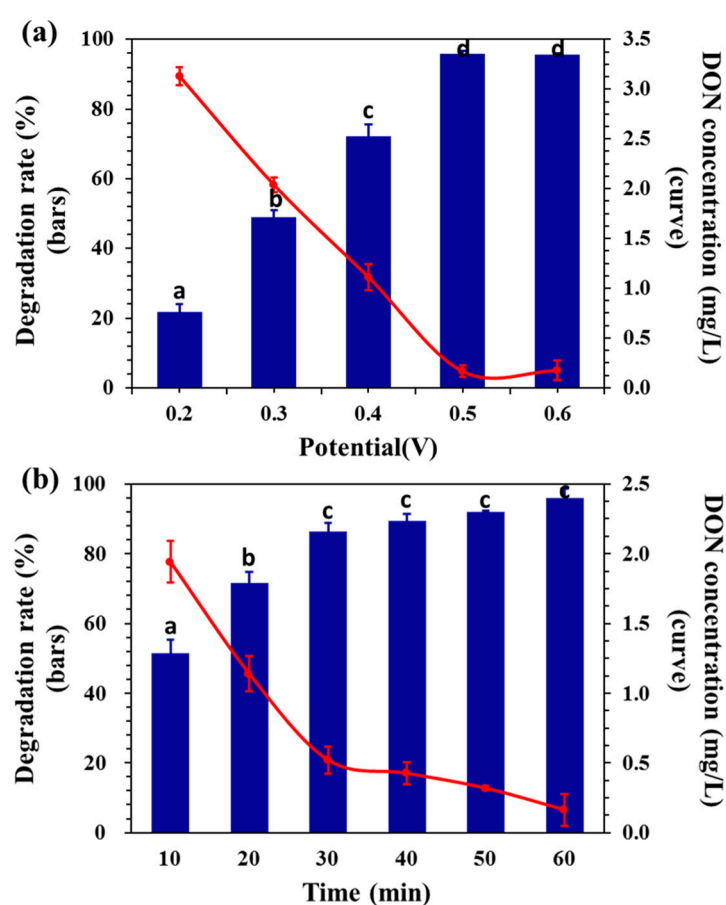 (a)
Degradation rate (%)
(bars)
100
80
60
40
20
0
a
b
c
d
d
3.5
3.0
2.5
2.0
1.5
1.0
0.5
0.0
DON concentration (mg/L)
(curve)
0.2 0.3 0.4 0.5 0.6
Potential(V)
(b)
Degradation rate (%)
(bars)
100
80
60
40
20
0
a
b
c
c
c
c
2.5
2.0
1.5
1.0
0.5
0.0
DON concentration (mg/L)
(curve)
10 20 30 40 50 60
Time (min)